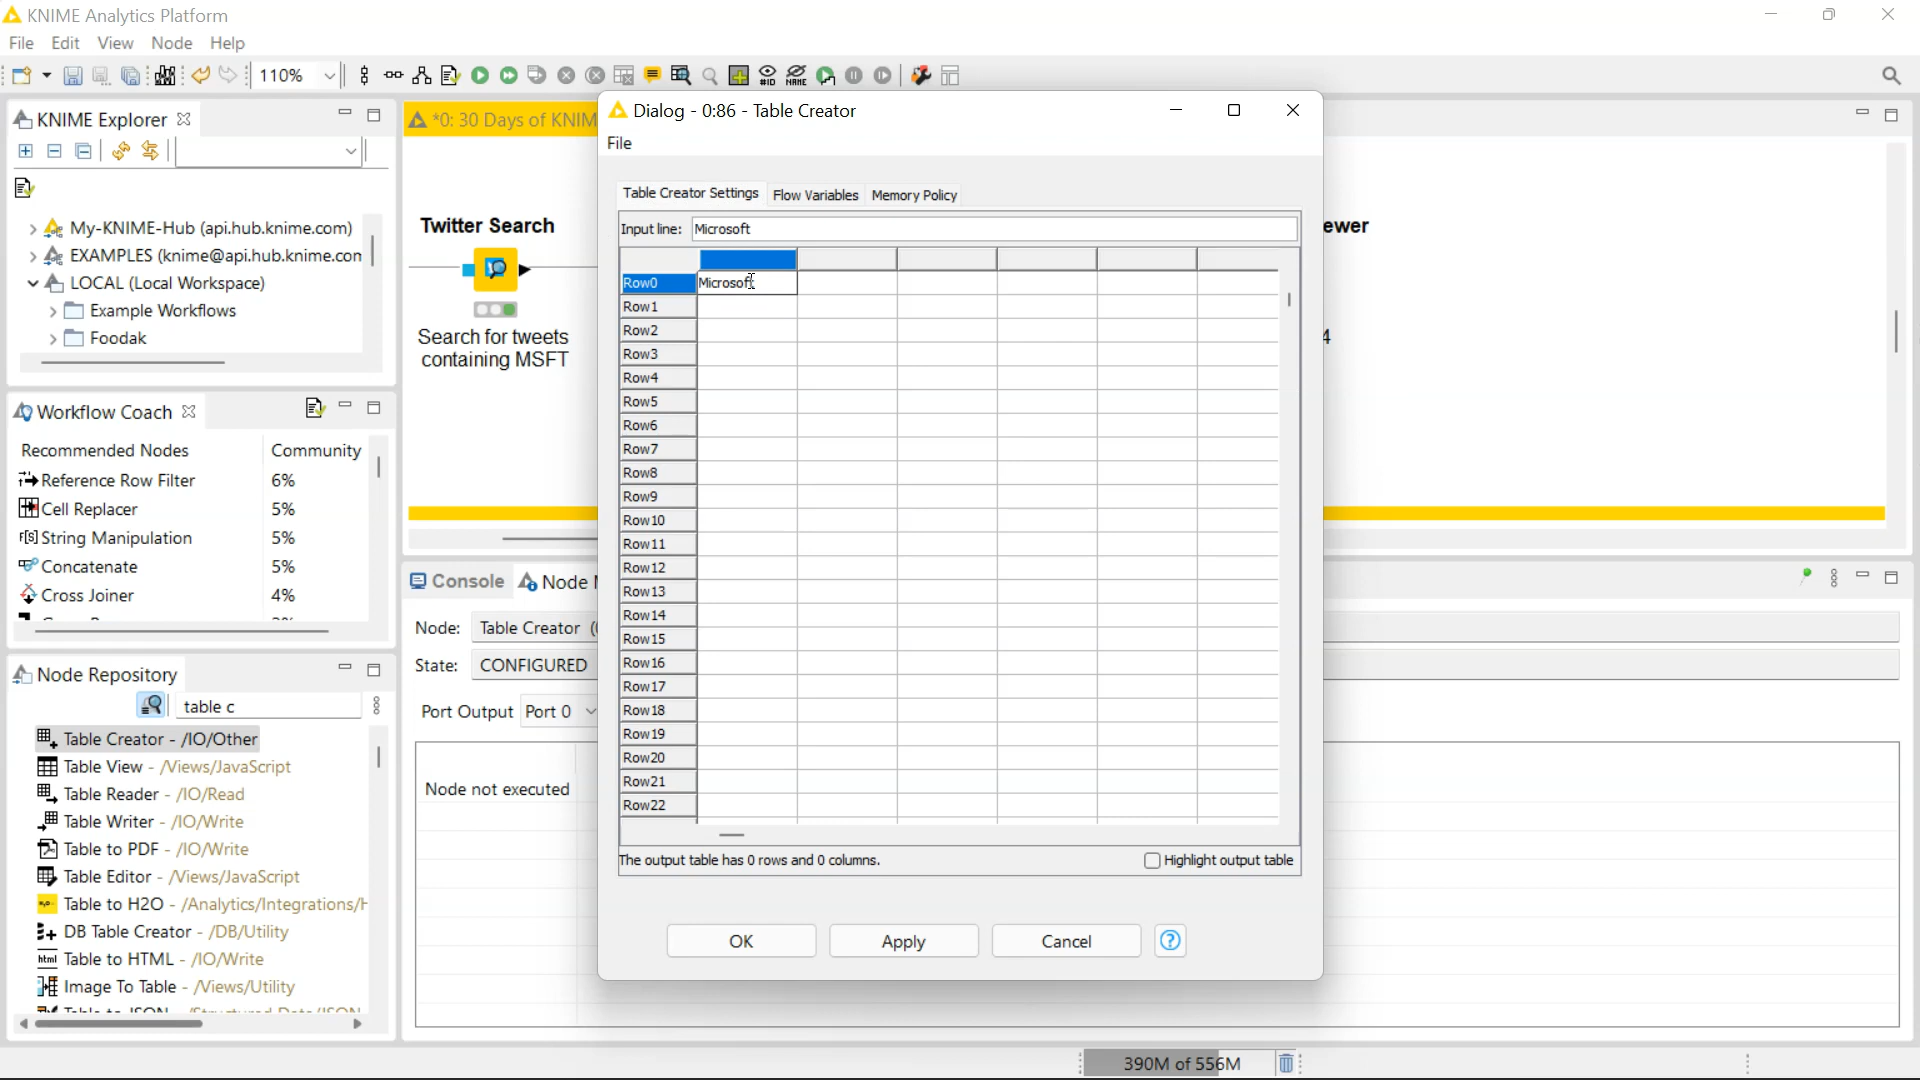 KNIME Analytics Platform
File Edit View Node Help
110%
KNIME Explorer
My-KNIME-Hub (api.hub.knime.com)
EXAMPLES (knime@api.hub.knime.con
LOCAL (Local Workspace)
Example Workflows
Foodak
Workflow Coach
Recommended Nodes Community
Reference Row Filter 6%
Cell Replacer 5%
String Manipulation 5%
Concatenate 5%
Cross Joiner 4%
Node Repository
table c
Table Creator - /IO/Other
Table View - /Views/JavaScript
Table Reader - /IO/Read
Table Writer - /IO/Write
Table to PDF - /IO/Write
Table Editor - /Views/JavaScript
Table to H2O - /Analytics/Integrations/H
DB Table Creator - /DB/Utility
Table to HTML - /IO/Write
Image To Table - /Views/Utility
*0: 30 Days of KNIM
Twitter Search
Search for tweets
containing MSFT
ewer
4
Console Node
Node: Table Creator (
State: CONFIGURED
Port Output Port 0
Node not executed
Dialog - 0:86 - Table Creator
File
Table Creator Settings Flow Variables Memory Policy
Input line: Microsoft
Row0 Microsoft
Row1
Row2
Row3
Row4
Row5
Row6
Row7
Row8
Row9
Row10
Row11
Row12
Row13
Row14
Row15
Row16
Row17
Row18
Row19
Row20
Row21
Row22
The output table has 0 rows and 0 columns. Highlight output table
OK Apply Cancel ?
390M of 556M